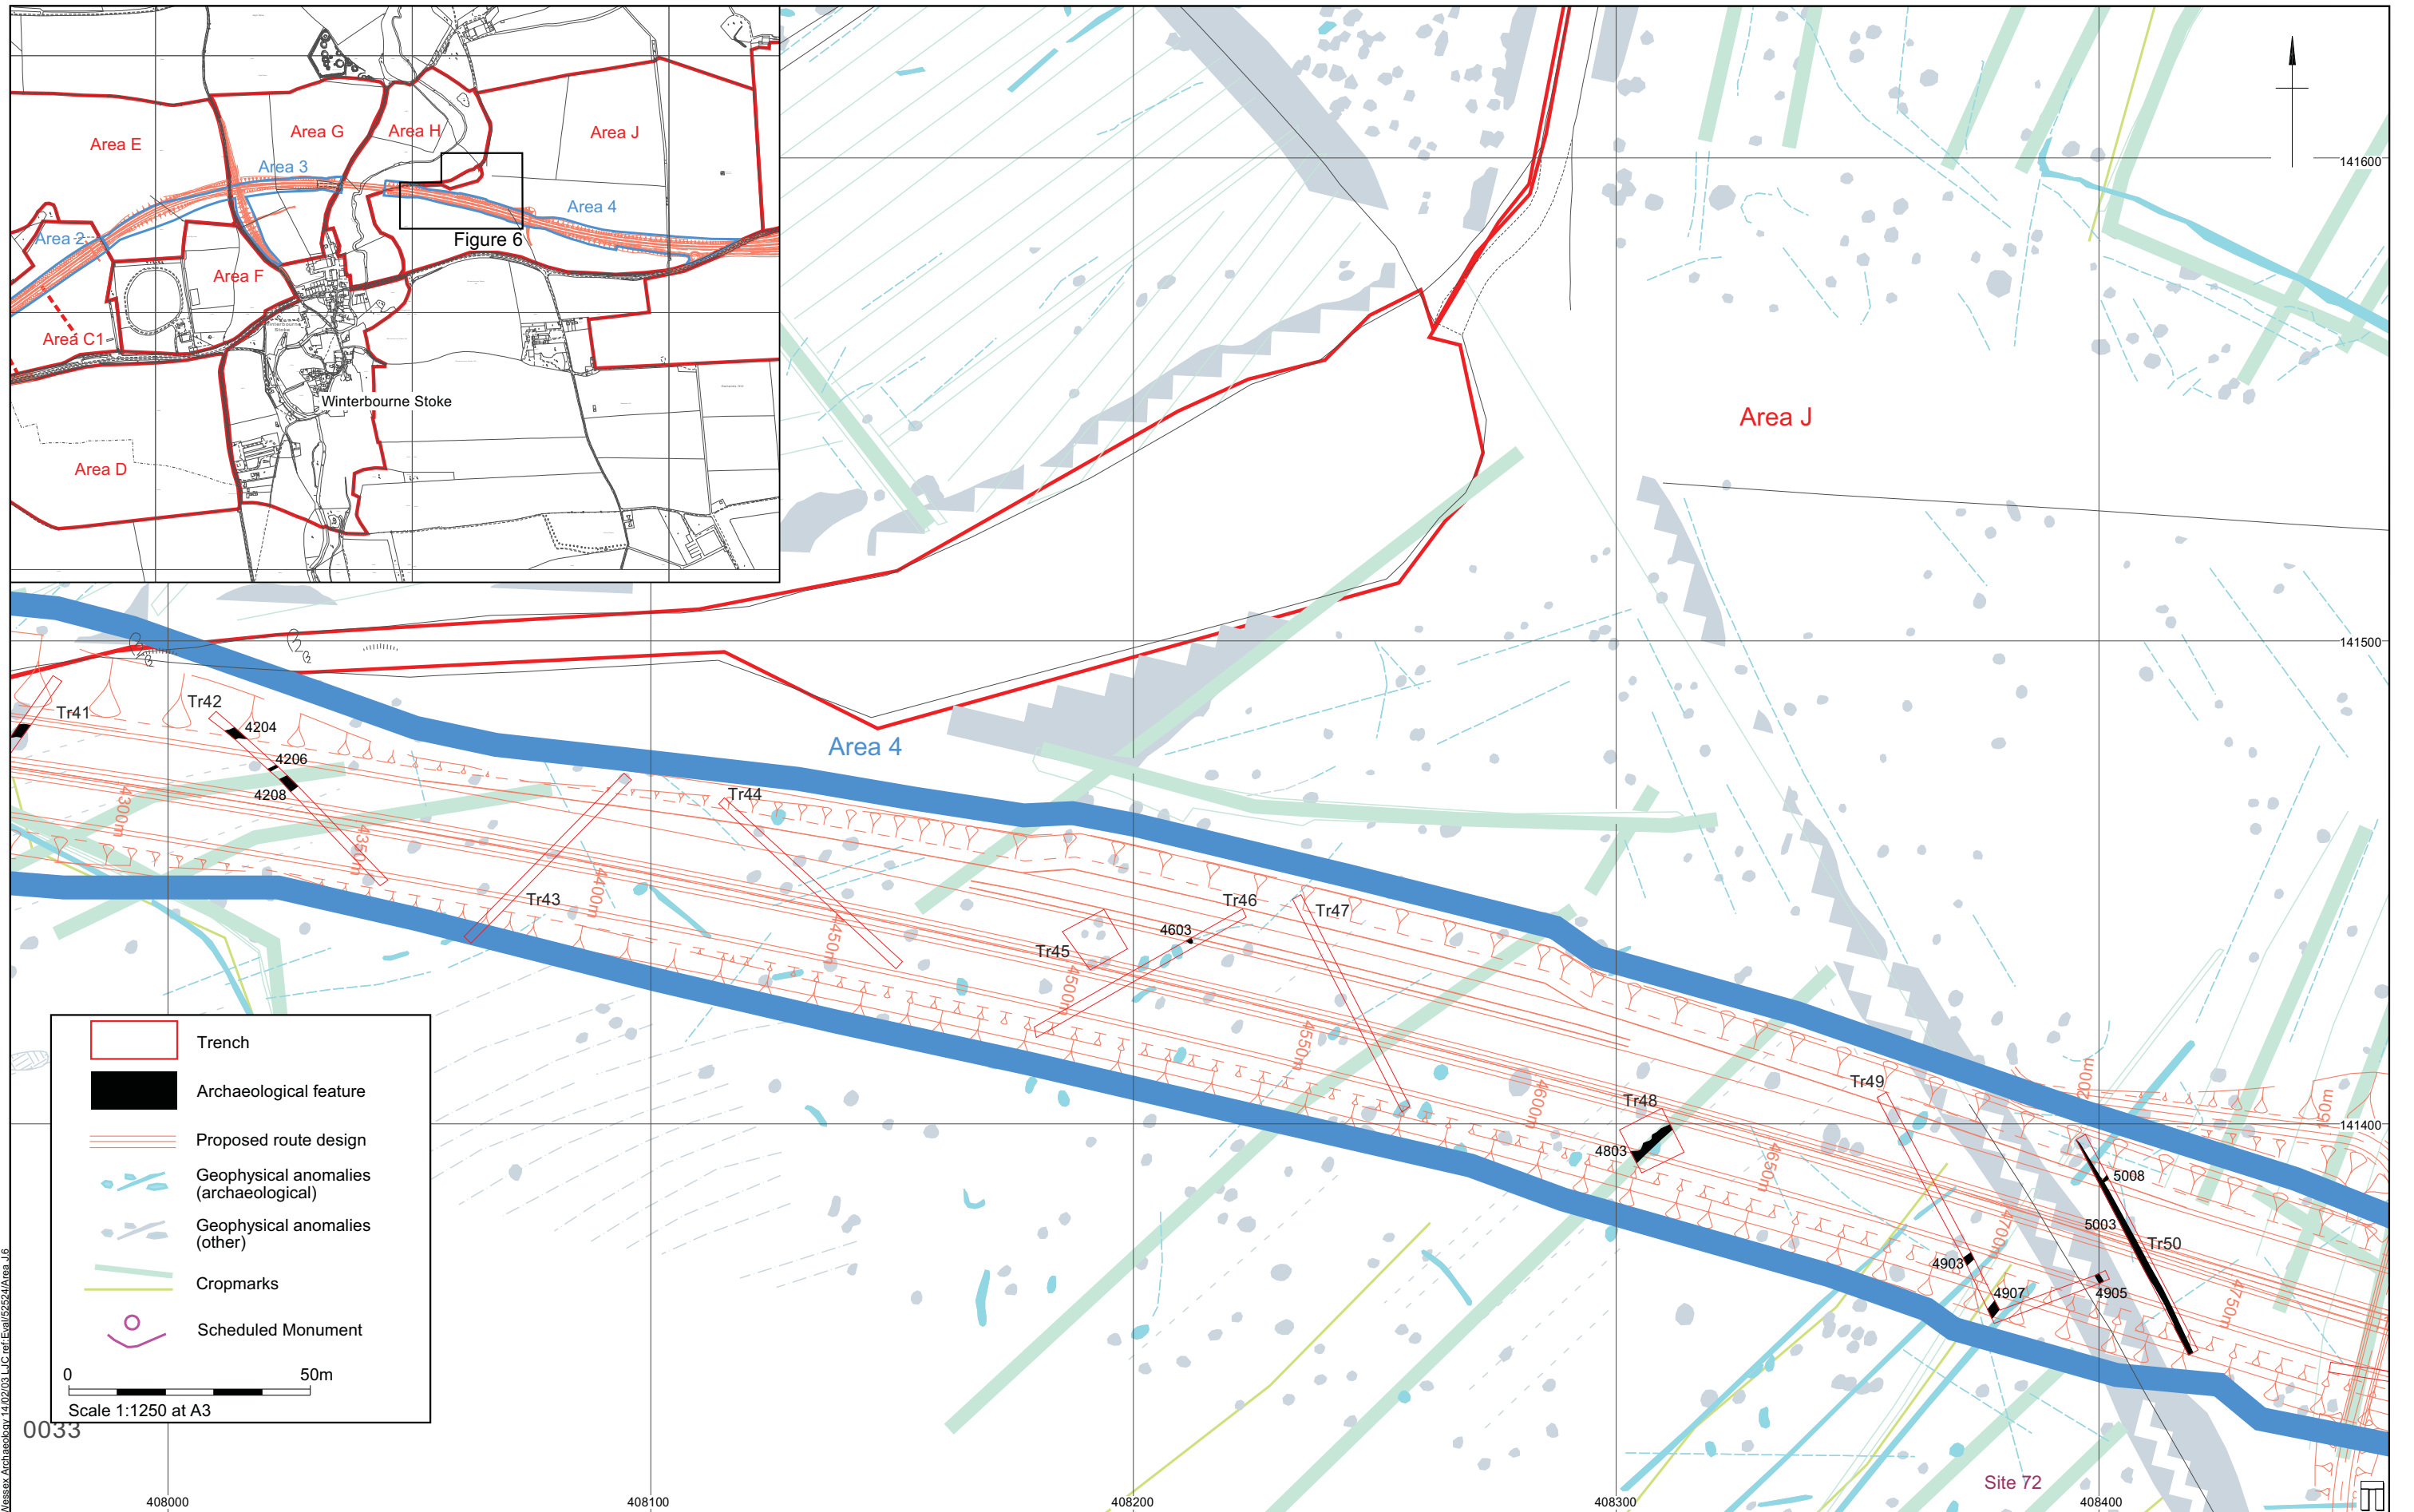 Area E
Area G
Area H
Area J
Area 3
Area 4
Area 2
Figure 6
Area F
Area C1
Winterbourne
Stoke
Winterbourne Stoke
Area D
141600
Area J
141500
Tr41
Tr42
4204
4206
4208
4300m
4350m
Area 4
Tr43
4400m
Tr44
4450m
Tr45
4500m
Tr46
4603
Tr47
4550m
4600m
Tr48
4803
4650m
Tr49
4903
4907
4700m
4905
200m
5008
5003
Tr50
4750m
150m
141400
Trench
Archaeological feature
Proposed route design
Geophysical anomalies
(archaeological)
Geophysical anomalies
(other)
Cropmarks
Scheduled Monument
0
50m
Scale 1:1250 at A3
0033
Site 72
408000
408100
408200
408300
408400
Wessex Archaeology 14/02/03 LJC ref:Eval/52524/Area J.6